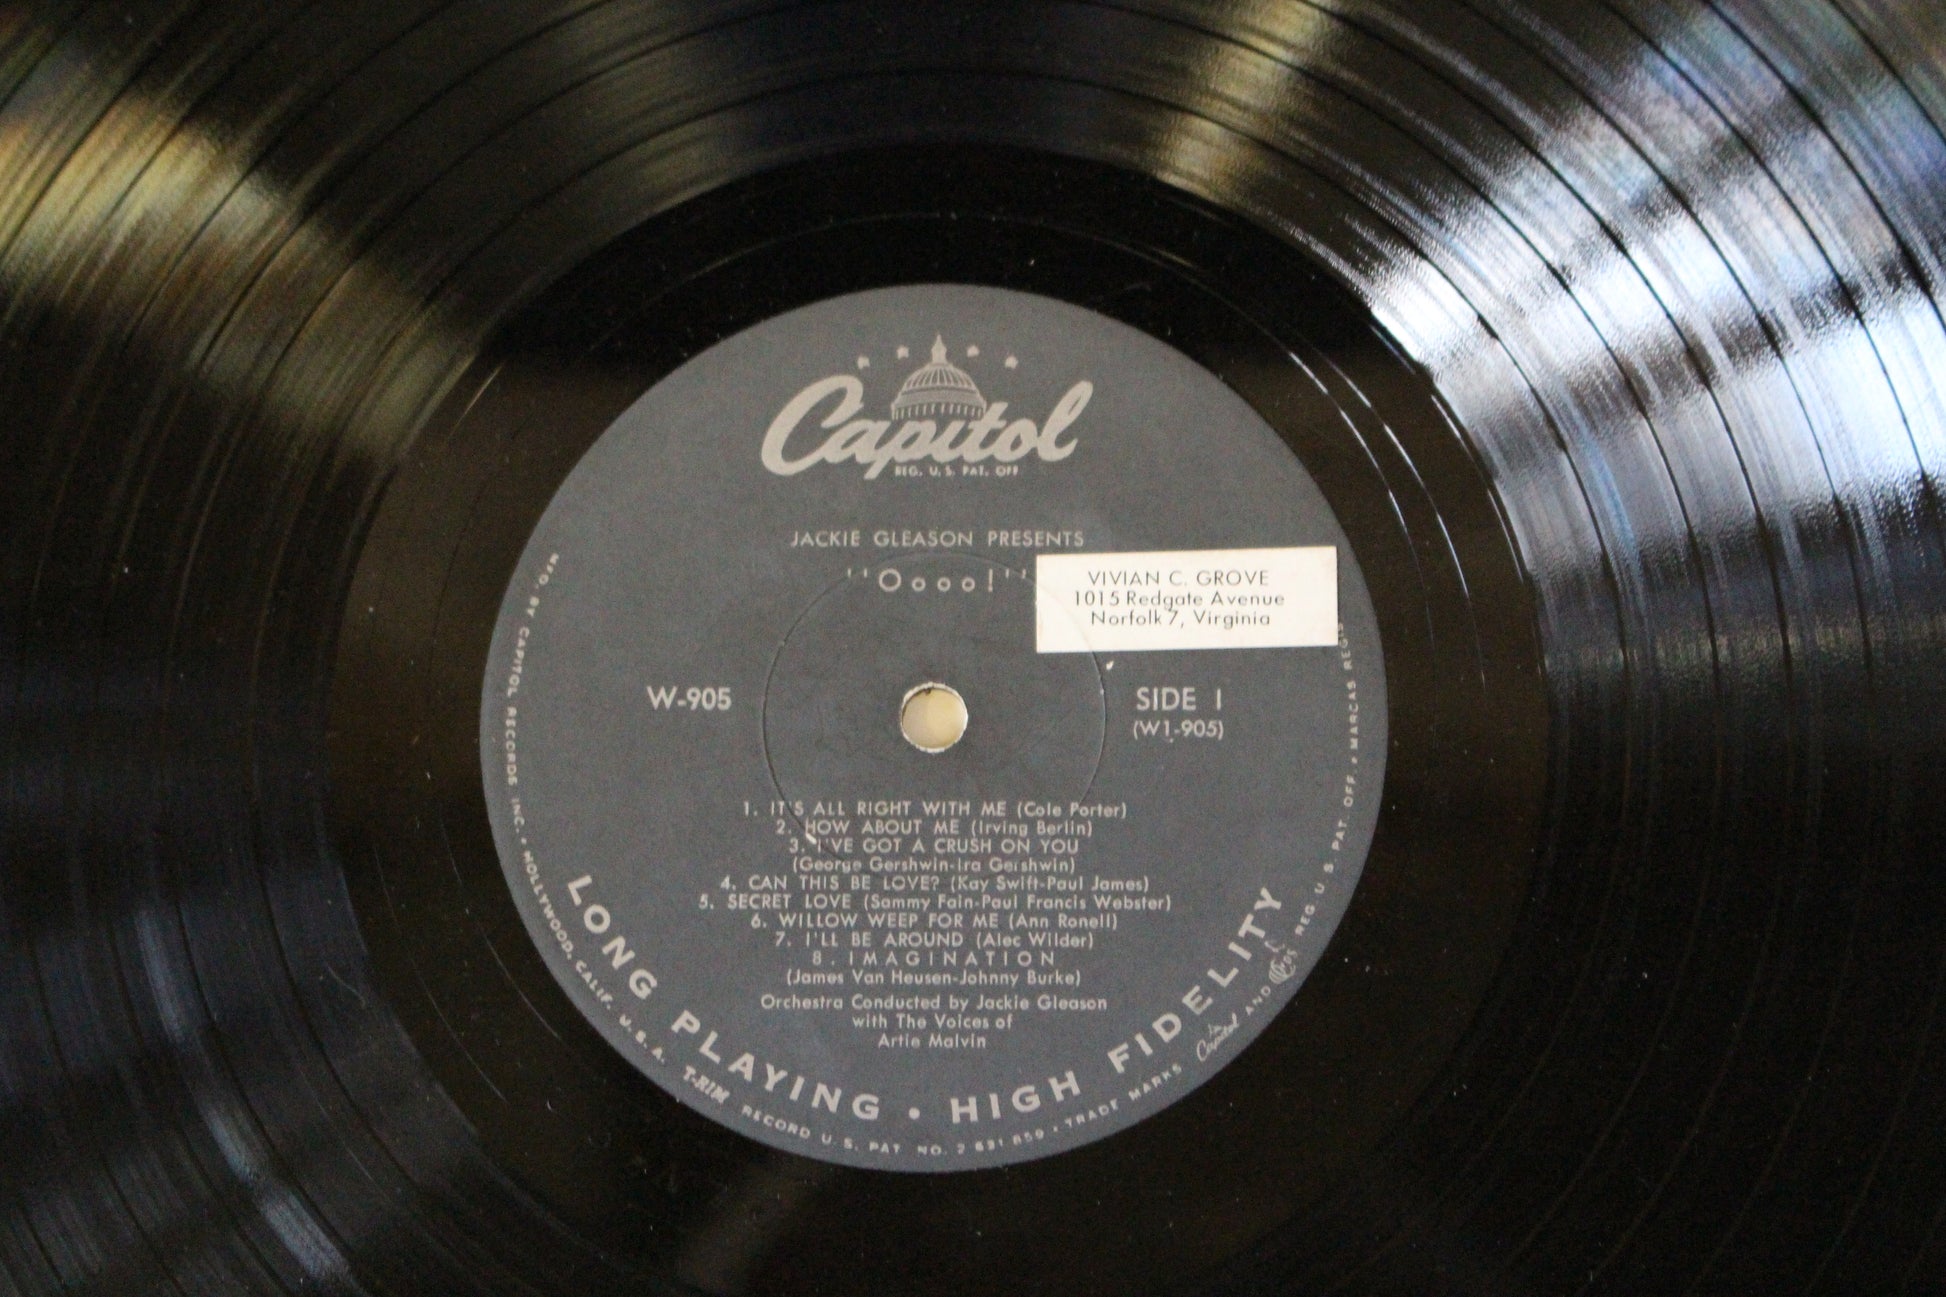 Capitol
REG. U.S. PAT. OFF
JACKIE GLEASON PRESENTS
"Oooo!"
VIVIAN C. GROVE
1015 Redgate Avenue
Norfolk 7, Virginia
W-905
SIDE 1
(W1-905)
1. IT'S ALL RIGHT WITH ME (Cole Porter)
2. HOW ABOUT ME (Irving Berlin)
3. I'VE GOT A CRUSH ON YOU
(George Gershwin-Ira Gershwin)
4. CAN THIS BE LOVE? (Kay Swift-Paul James)
5. SECRET LOVE (Sammy Fain-Paul Francis Webster)
6. WILLOW WEEP FOR ME (Ann Ronell)
7. I'LL BE AROUND (Alec Wilder)
8. IMAGINATION
(James Van Heusen-Johnny Burke)
Orchestra Conducted by Jackie Gleason
with The Voices of
Artie Malvin
LONG PLAYING • HIGH FIDELITY
MFD. BY CAPITOL RECORDS, INC. • HOLLYWOOD, CALIF. U.S.A. T-RIM RECORD U.S. PAT. NO. 2 631 859 • TRADE MARKS Capitol AND REG. U.S. PAT. OFF. • MARCAS REGIS